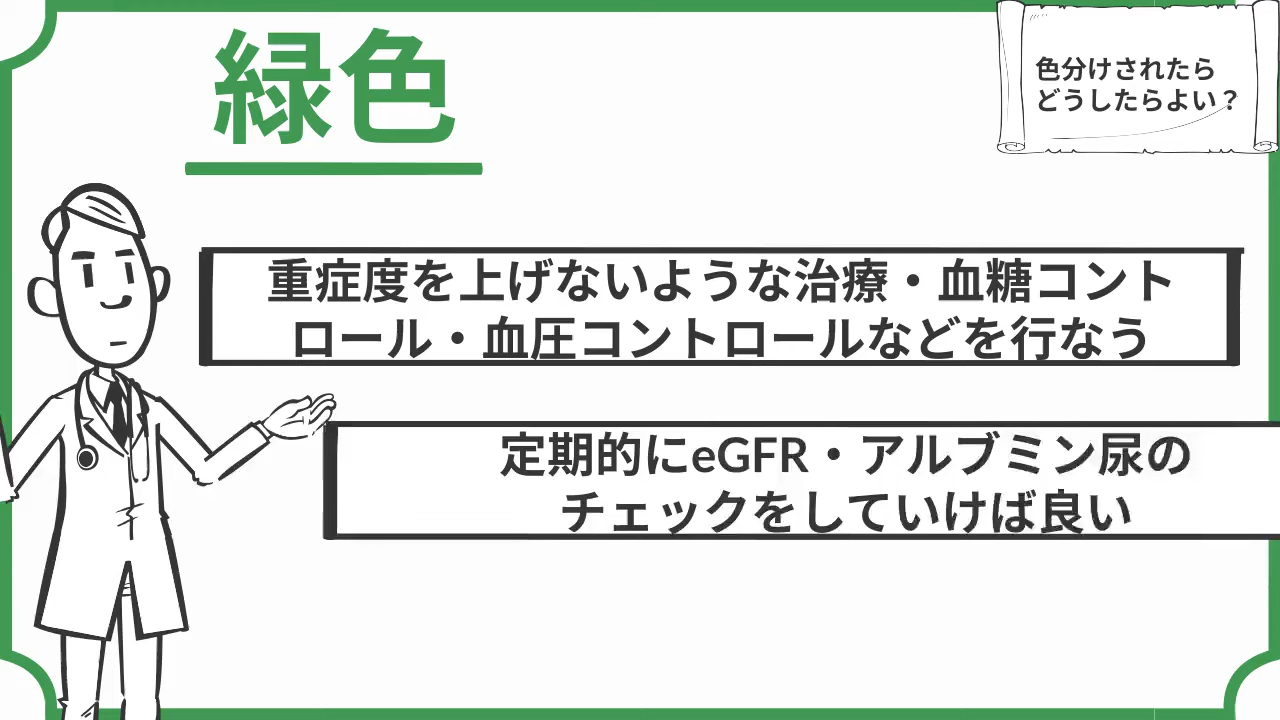 緑色
色分けされたら
どうしたらよい？
重症度を上げないような治療・血糖コント
ロール・血圧コントロールなどを行なう
定期的にeGFR・アルブミン尿の
チェックをしていけば良い